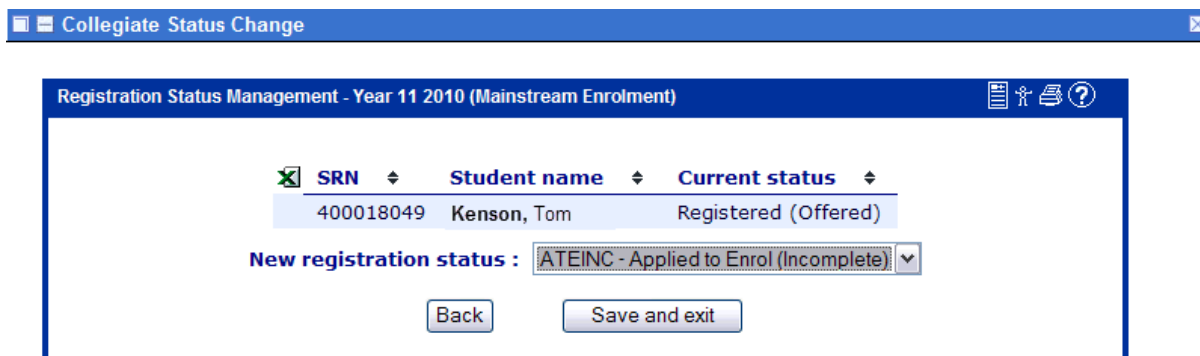 Collegiate Status Change
Registration Status Management - Year 11 2010 (Mainstream Enrolment)
SRN Student name Current status
400018049 Kenson, Tom Registered (Offered)
New registration status : ATEINC - Applied to Enrol (Incomplete)
Back Save and exit